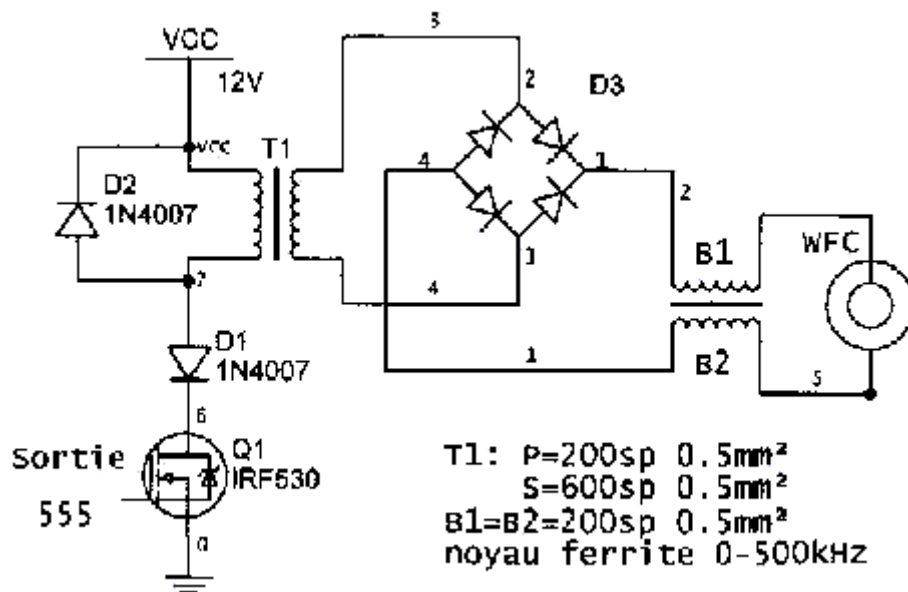 VCC
12V
VCC
T1
D2
1N4007
D1
1N4007
6
Q1
IRF530
0
Sortie
555
3
2
D3
4
1
3
4
1
2
B1
B2
WFC
5
T1: P=200sp 0.5mm²
S=600sp 0.5mm²
B1=B2=200sp 0.5mm²
noyau ferrite 0-500kHz